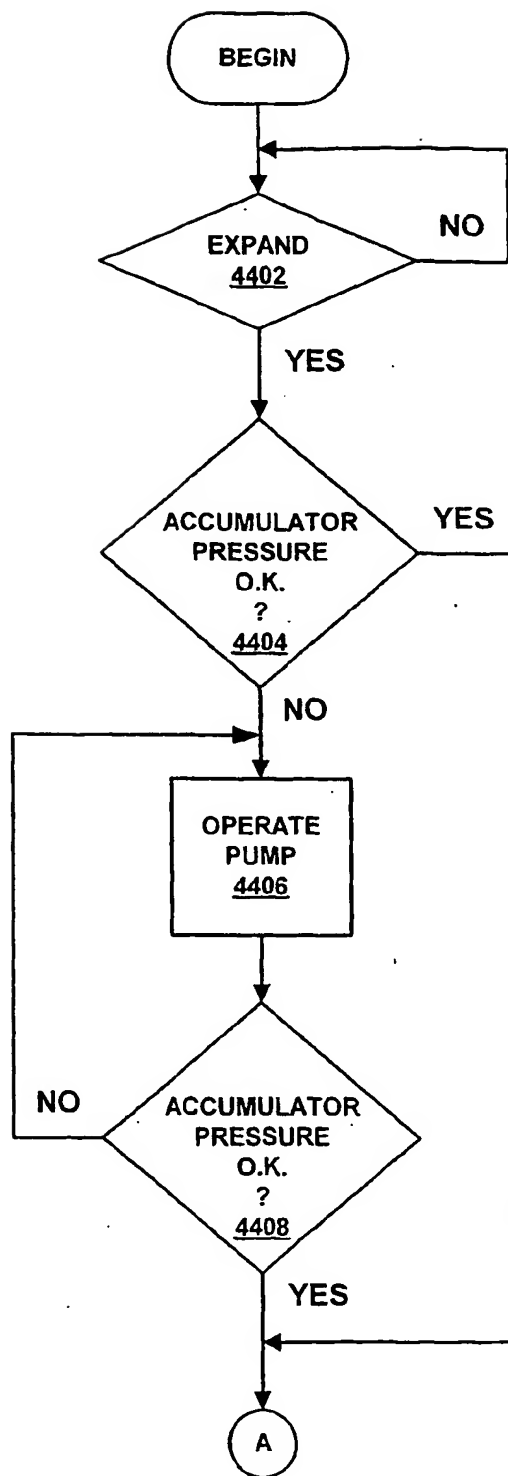 BEGIN
EXPAND
4402
NO
YES
ACCUMULATOR
PRESSURE
O.K.
?
4404
YES
NO
OPERATE
PUMP
4406
ACCUMULATOR
PRESSURE
O.K.
?
4408
NO
YES
A